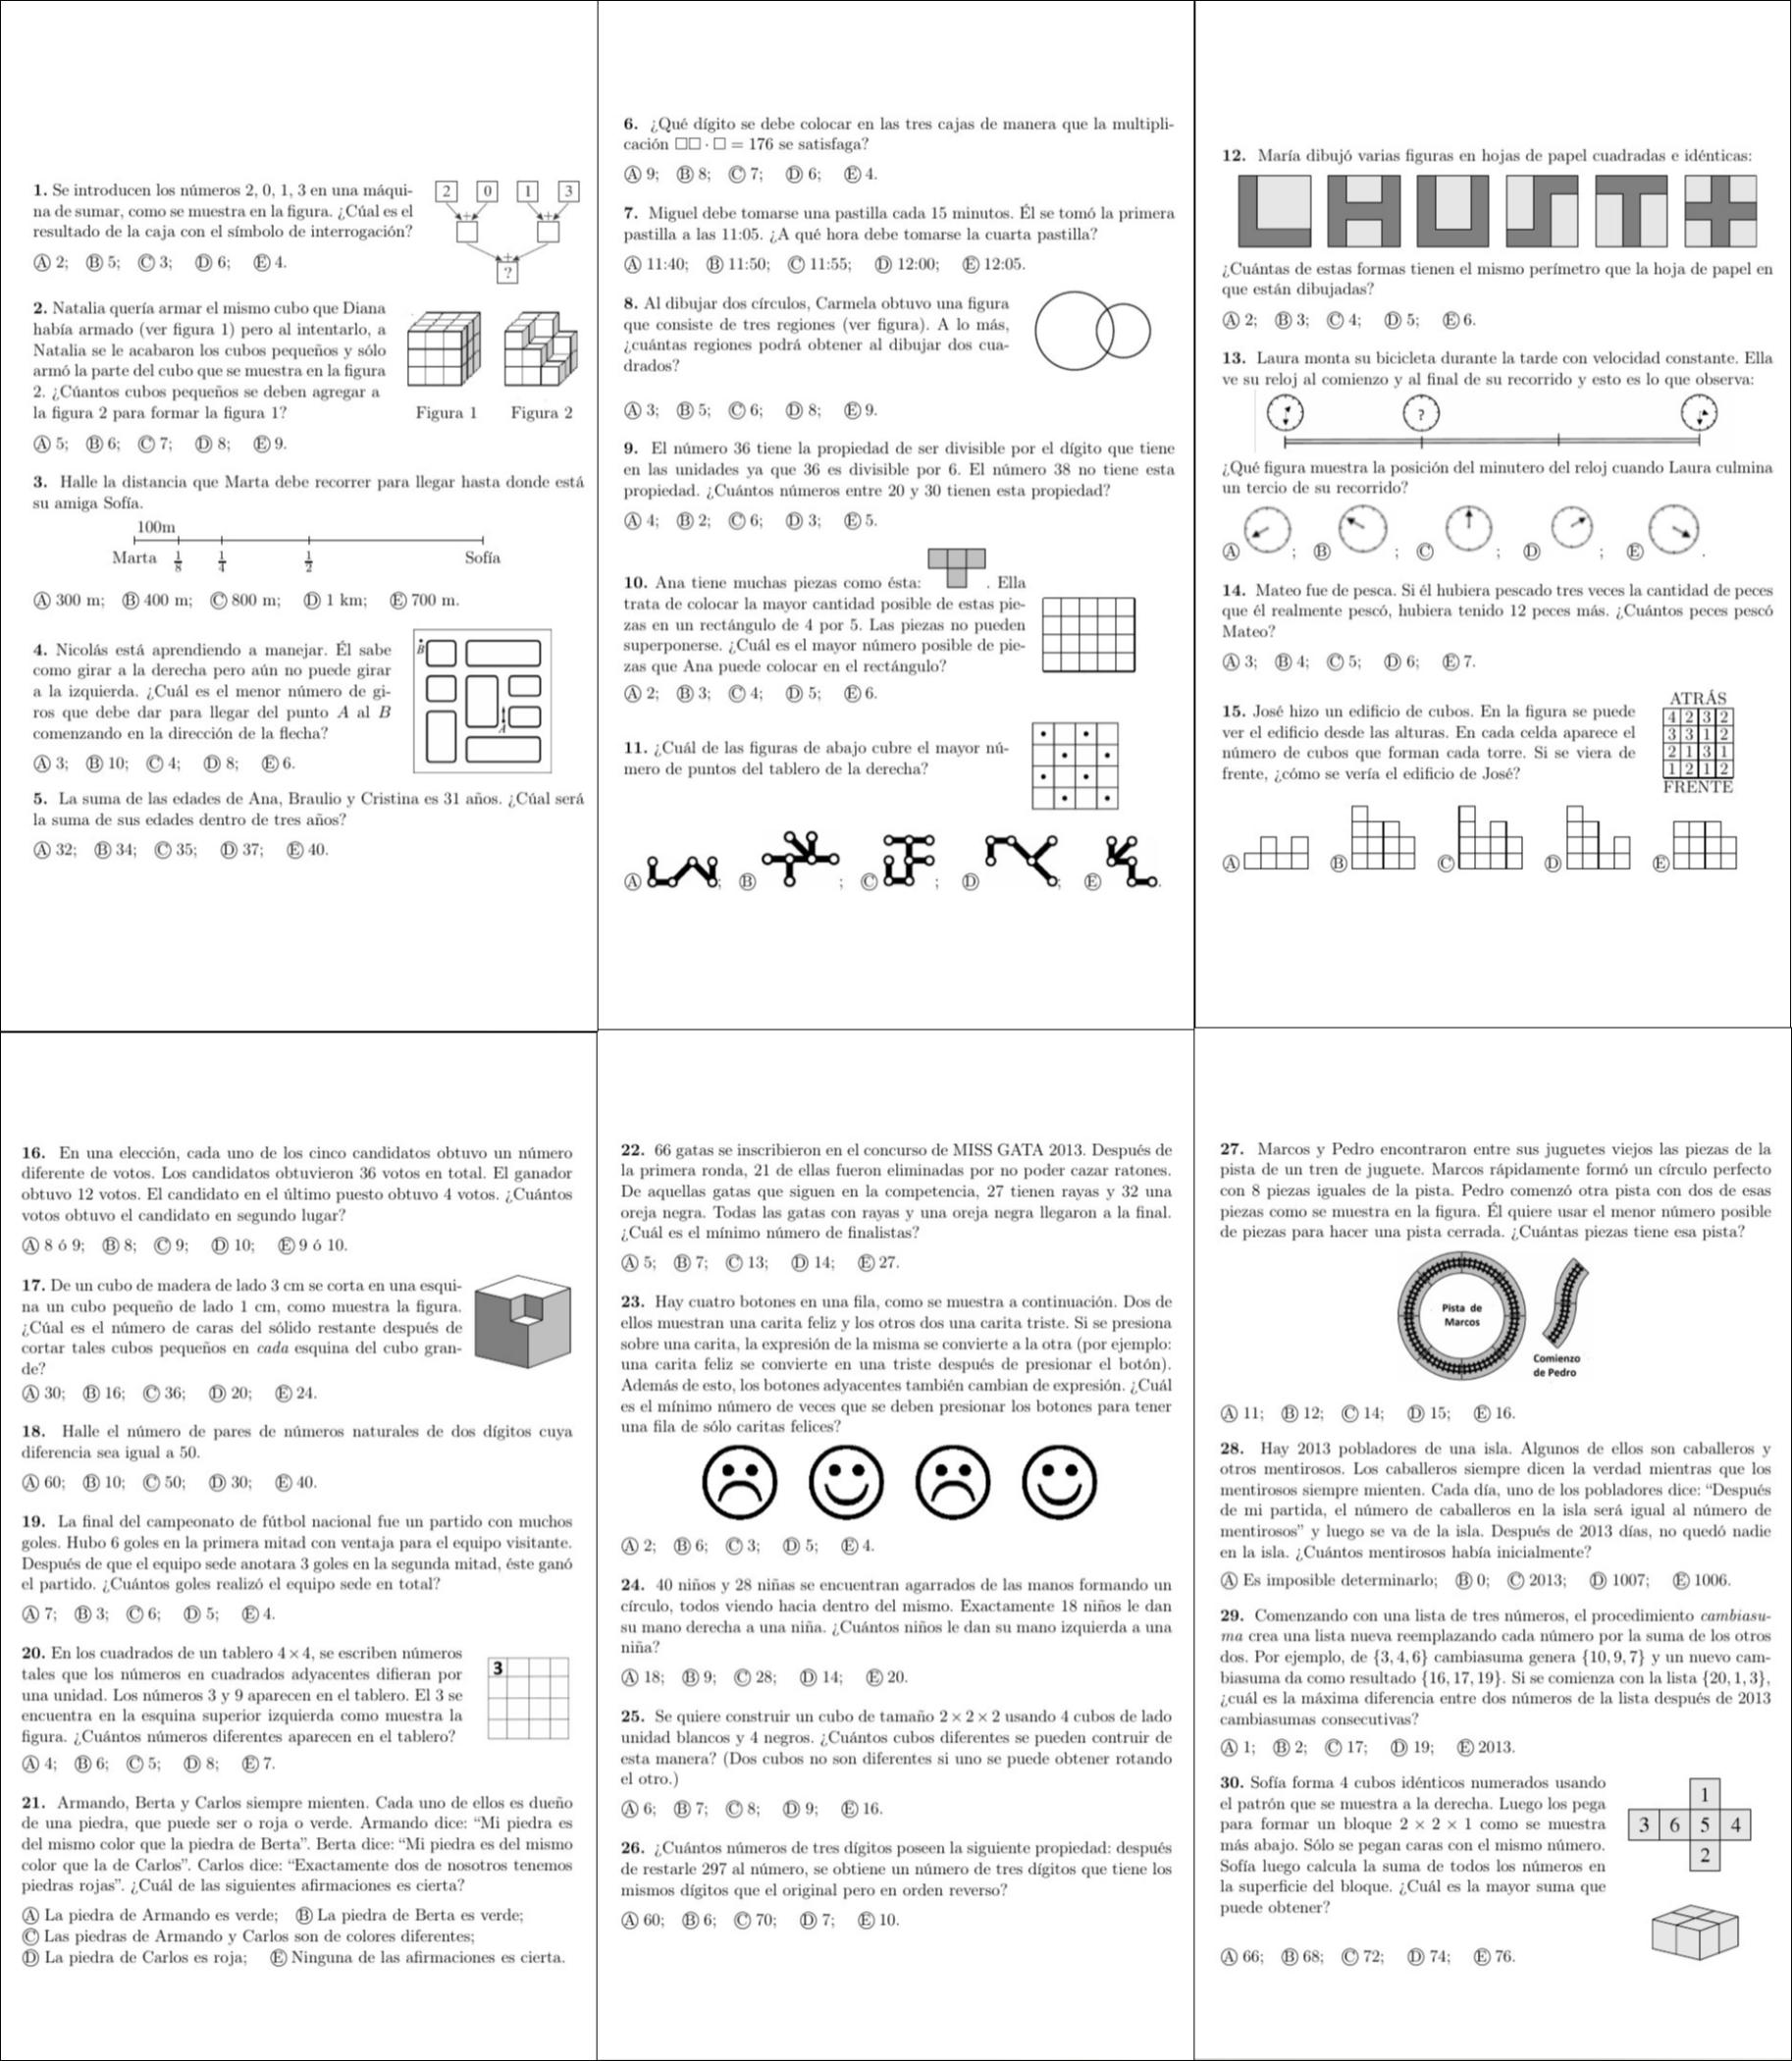 1. Se introducen los números 2, 0, 1, 3 en una máqui-
na de sumar, como se muestra en la figura. ¿Cúal es el
resultado de la caja con el símbolo de interrogación?
2 0 1 3
+ +
+
?
Ⓐ 2; Ⓑ 5; Ⓒ 3; Ⓓ 6; Ⓔ 4.
2. Natalia quería armar el mismo cubo que Diana
había armado (ver figura 1) pero al intentarlo, a
Natalia se le acabaron los cubos pequeños y sólo
armó la parte del cubo que se muestra en la figura
2. ¿Cúantos cubos pequeños se deben agregar a
la figura 2 para formar la figura 1?
Figura 1 Figura 2
Ⓐ 5; Ⓑ 6; Ⓒ 7; Ⓓ 8; Ⓔ 9.
3. Halle la distancia que Marta debe recorrer para llegar hasta donde está
su amiga Sofía.
100m
Marta 1/8 1/4 1/2 Sofía
Ⓐ 300 m; Ⓑ 400 m; Ⓒ 800 m; Ⓓ 1 km; Ⓔ 700 m.
4. Nicolás está aprendiendo a manejar. Él sabe
como girar a la derecha pero aún no puede girar
a la izquierda. ¿Cuál es el menor número de gi-
ros que debe dar para llegar del punto A al B
comenzando en la dirección de la flecha?
B
A
Ⓐ 3; Ⓑ 10; Ⓒ 4; Ⓓ 8; Ⓔ 6.
5. La suma de las edades de Ana, Braulio y Cristina es 31 años. ¿Cúal será
la suma de sus edades dentro de tres años?
Ⓐ 32; Ⓑ 34; Ⓒ 35; Ⓓ 37; Ⓔ 40.
6. ¿Qué dígito se debe colocar en las tres cajas de manera que la multipli-
cación □□ · □ = 176 se satisfaga?
Ⓐ 9; Ⓑ 8; Ⓒ 7; Ⓓ 6; Ⓔ 4.
7. Miguel debe tomarse una pastilla cada 15 minutos. Él se tomó la primera
pastilla a las 11:05. ¿A qué hora debe tomarse la cuarta pastilla?
Ⓐ 11:40; Ⓑ 11:50; Ⓒ 11:55; Ⓓ 12:00; Ⓔ 12:05.
8. Al dibujar dos círculos, Carmela obtuvo una figura
que consiste de tres regiones (ver figura). A lo más,
¿cuántas regiones podrá obtener al dibujar dos cua-
drados?
Ⓐ 3; Ⓑ 5; Ⓒ 6; Ⓓ 8; Ⓔ 9.
9. El número 36 tiene la propiedad de ser divisible por el dígito que tiene
en las unidades ya que 36 es divisible por 6. El número 38 no tiene esta
propiedad. ¿Cuántos números entre 20 y 30 tienen esta propiedad?
Ⓐ 4; Ⓑ 2; Ⓒ 6; Ⓓ 3; Ⓔ 5.
10. Ana tiene muchas piezas como ésta: . Ella
trata de colocar la mayor cantidad posible de estas pie-
zas en un rectángulo de 4 por 5. Las piezas no pueden
superponerse. ¿Cuál es el mayor número posible de pie-
zas que Ana puede colocar en el rectángulo?
Ⓐ 2; Ⓑ 3; Ⓒ 4; Ⓓ 5; Ⓔ 6.
11. ¿Cuál de las figuras de abajo cubre el mayor nú-
mero de puntos del tablero de la derecha?
Ⓐ ; Ⓑ ; Ⓒ ; Ⓓ ; Ⓔ .
12. María dibujó varias figuras en hojas de papel cuadradas e idénticas:
¿Cuántas de estas formas tienen el mismo perímetro que la hoja de papel en
que están dibujadas?
Ⓐ 2; Ⓑ 3; Ⓒ 4; Ⓓ 5; Ⓔ 6.
13. Laura monta su bicicleta durante la tarde con velocidad constante. Ella
ve su reloj al comienzo y al final de su recorrido y esto es lo que observa:
?
¿Qué figura muestra la posición del minutero del reloj cuando Laura culmina
un tercio de su recorrido?
Ⓐ ; Ⓑ ; Ⓒ ; Ⓓ ; Ⓔ .
14. Mateo fue de pesca. Si él hubiera pescado tres veces la cantidad de peces
que él realmente pescó, hubiera tenido 12 peces más. ¿Cuántos peces pescó
Mateo?
Ⓐ 3; Ⓑ 4; Ⓒ 5; Ⓓ 6; Ⓔ 7.
15. José hizo un edificio de cubos. En la figura se puede
ver el edificio desde las alturas. En cada celda aparece el
número de cubos que forman cada torre. Si se viera de
frente, ¿cómo se vería el edificio de José?
ATRÁS
4 2 3 2
3 3 1 2
2 1 3 1
1 2 1 2
FRENTE
Ⓐ Ⓑ Ⓒ Ⓓ Ⓔ
16. En una elección, cada uno de los cinco candidatos obtuvo un número
diferente de votos. Los candidatos obtuvieron 36 votos en total. El ganador
obtuvo 12 votos. El candidato en el último puesto obtuvo 4 votos. ¿Cuántos
votos obtuvo el candidato en segundo lugar?
Ⓐ 8 ó 9; Ⓑ 8; Ⓒ 9; Ⓓ 10; Ⓔ 9 ó 10.
17. De un cubo de madera de lado 3 cm se corta en una esqui-
na un cubo pequeño de lado 1 cm, como muestra la figura.
¿Cúal es el número de caras del sólido restante después de
cortar tales cubos pequeños en cada esquina del cubo gran-
de?
Ⓐ 30; Ⓑ 16; Ⓒ 36; Ⓓ 20; Ⓔ 24.
18. Halle el número de pares de números naturales de dos dígitos cuya
diferencia sea igual a 50.
Ⓐ 60; Ⓑ 10; Ⓒ 50; Ⓓ 30; Ⓔ 40.
19. La final del campeonato de fútbol nacional fue un partido con muchos
goles. Hubo 6 goles en la primera mitad con ventaja para el equipo visitante.
Después de que el equipo sede anotara 3 goles en la segunda mitad, éste ganó
el partido. ¿Cuántos goles realizó el equipo sede en total?
Ⓐ 7; Ⓑ 3; Ⓒ 6; Ⓓ 5; Ⓔ 4.
20. En los cuadrados de un tablero 4 × 4, se escriben números
tales que los números en cuadrados adyacentes difieran por
una unidad. Los números 3 y 9 aparecen en el tablero. El 3 se
encuentra en la esquina superior izquierda como muestra la
figura. ¿Cuántos números diferentes aparecen en el tablero?
3
Ⓐ 4; Ⓑ 6; Ⓒ 5; Ⓓ 8; Ⓔ 7.
21. Armando, Berta y Carlos siempre mienten. Cada uno de ellos es dueño
de una piedra, que puede ser o roja o verde. Armando dice: “Mi piedra es
del mismo color que la piedra de Berta”. Berta dice: “Mi piedra es del mismo
color que la de Carlos”. Carlos dice: “Exactamente dos de nosotros tenemos
piedras rojas”. ¿Cuál de las siguientes afirmaciones es cierta?
Ⓐ La piedra de Armando es verde; Ⓑ La piedra de Berta es verde;
Ⓒ Las piedras de Armando y Carlos son de colores diferentes;
Ⓓ La piedra de Carlos es roja; Ⓔ Ninguna de las afirmaciones es cierta.
22. 66 gatas se inscribieron en el concurso de MISS GATA 2013. Después de
la primera ronda, 21 de ellas fueron eliminadas por no poder cazar ratones.
De aquellas gatas que siguen en la competencia, 27 tienen rayas y 32 una
oreja negra. Todas las gatas con rayas y una oreja negra llegaron a la final.
¿Cuál es el mínimo número de finalistas?
Ⓐ 5; Ⓑ 7; Ⓒ 13; Ⓓ 14; Ⓔ 27.
23. Hay cuatro botones en una fila, como se muestra a continuación. Dos de
ellos muestran una carita feliz y los otros dos una carita triste. Si se presiona
sobre una carita, la expresión de la misma se convierte a la otra (por ejemplo:
una carita feliz se convierte en una triste después de presionar el botón).
Además de esto, los botones adyacentes también cambian de expresión. ¿Cuál
es el mínimo número de veces que se deben presionar los botones para tener
una fila de sólo caritas felices?
Ⓐ 2; Ⓑ 6; Ⓒ 3; Ⓓ 5; Ⓔ 4.
24. 40 niños y 28 niñas se encuentran agarrados de las manos formando un
círculo, todos viendo hacia dentro del mismo. Exactamente 18 niños le dan
su mano derecha a una niña. ¿Cuántos niños le dan su mano izquierda a una
niña?
Ⓐ 18; Ⓑ 9; Ⓒ 28; Ⓓ 14; Ⓔ 20.
25. Se quiere construir un cubo de tamaño 2 × 2 × 2 usando 4 cubos de lado
unidad blancos y 4 negros. ¿Cuántos cubos diferentes se pueden contruir de
esta manera? (Dos cubos no son diferentes si uno se puede obtener rotando
el otro.)
Ⓐ 6; Ⓑ 7; Ⓒ 8; Ⓓ 9; Ⓔ 16.
26. ¿Cuántos números de tres dígitos poseen la siguiente propiedad: después
de restarle 297 al número, se obtiene un número de tres dígitos que tiene los
mismos dígitos que el original pero en orden reverso?
Ⓐ 60; Ⓑ 6; Ⓒ 70; Ⓓ 7; Ⓔ 10.
27. Marcos y Pedro encontraron entre sus juguetes viejos las piezas de la
pista de un tren de juguete. Marcos rápidamente formó un círculo perfecto
con 8 piezas iguales de la pista. Pedro comenzó otra pista con dos de esas
piezas como se muestra en la figura. Él quiere usar el menor número posible
de piezas para hacer una pista cerrada. ¿Cuántas piezas tiene esa pista?
Pista de
Marcos
Comienzo
de Pedro
Ⓐ 11; Ⓑ 12; Ⓒ 14; Ⓓ 15; Ⓔ 16.
28. Hay 2013 pobladores de una isla. Algunos de ellos son caballeros y
otros mentirosos. Los caballeros siempre dicen la verdad mientras que los
mentirosos siempre mienten. Cada día, uno de los pobladores dice: “Después
de mi partida, el número de caballeros en la isla será igual al número de
mentirosos” y luego se va de la isla. Después de 2013 días, no quedó nadie
en la isla. ¿Cuántos mentirosos había inicialmente?
Ⓐ Es imposible determinarlo; Ⓑ 0; Ⓒ 2013; Ⓓ 1007; Ⓔ 1006.
29. Comenzando con una lista de tres números, el procedimiento cambiasu-
ma crea una lista nueva reemplazando cada número por la suma de los otros
dos. Por ejemplo, de {3, 4, 6} cambiasuma genera {10, 9, 7} y un nuevo cam-
biasuma da como resultado {16, 17, 19}. Si se comienza con la lista {20, 1, 3},
¿cuál es la máxima diferencia entre dos números de la lista después de 2013
cambiasumas consecutivas?
Ⓐ 1; Ⓑ 2; Ⓒ 17; Ⓓ 19; Ⓔ 2013.
30. Sofía forma 4 cubos idénticos numerados usando
el patrón que se muestra a la derecha. Luego los pega
para formar un bloque 2 × 2 × 1 como se muestra
más abajo. Sólo se pegan caras con el mismo número.
Sofía luego calcula la suma de todos los números en
la superficie del bloque. ¿Cuál es la mayor suma que
puede obtener?
1
3 6 5 4
2
Ⓐ 66; Ⓑ 68; Ⓒ 72; Ⓓ 74; Ⓔ 76.